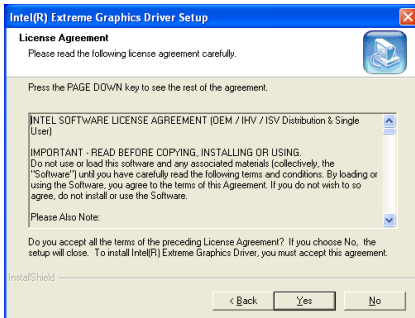 Intel(R) Extreme Graphics Driver Setup
License Agreement
Please read the following license agreement carefully.
Press the PAGE DOWN key to see the rest of the agreement.
INTEL SOFTWARE LICENSE AGREEMENT (OEM / IHV / ISV Distribution & Single
User)
IMPORTANT - READ BEFORE COPYING, INSTALLING OR USING.
Do not use or load this software and any associated materials (collectively, the
"Software") until you have carefully read the following terms and conditions. By loading or
using the Software, you agree to the terms of this Agreement. If you do not wish to so
agree, do not install or use the Software.
Please Also Note:
Do you accept all the terms of the preceding License Agreement? If you choose No, the
setup will close. To install Intel(R) Extreme Graphics Driver, you must accept this agreement.
InstallShield
< Back Yes No